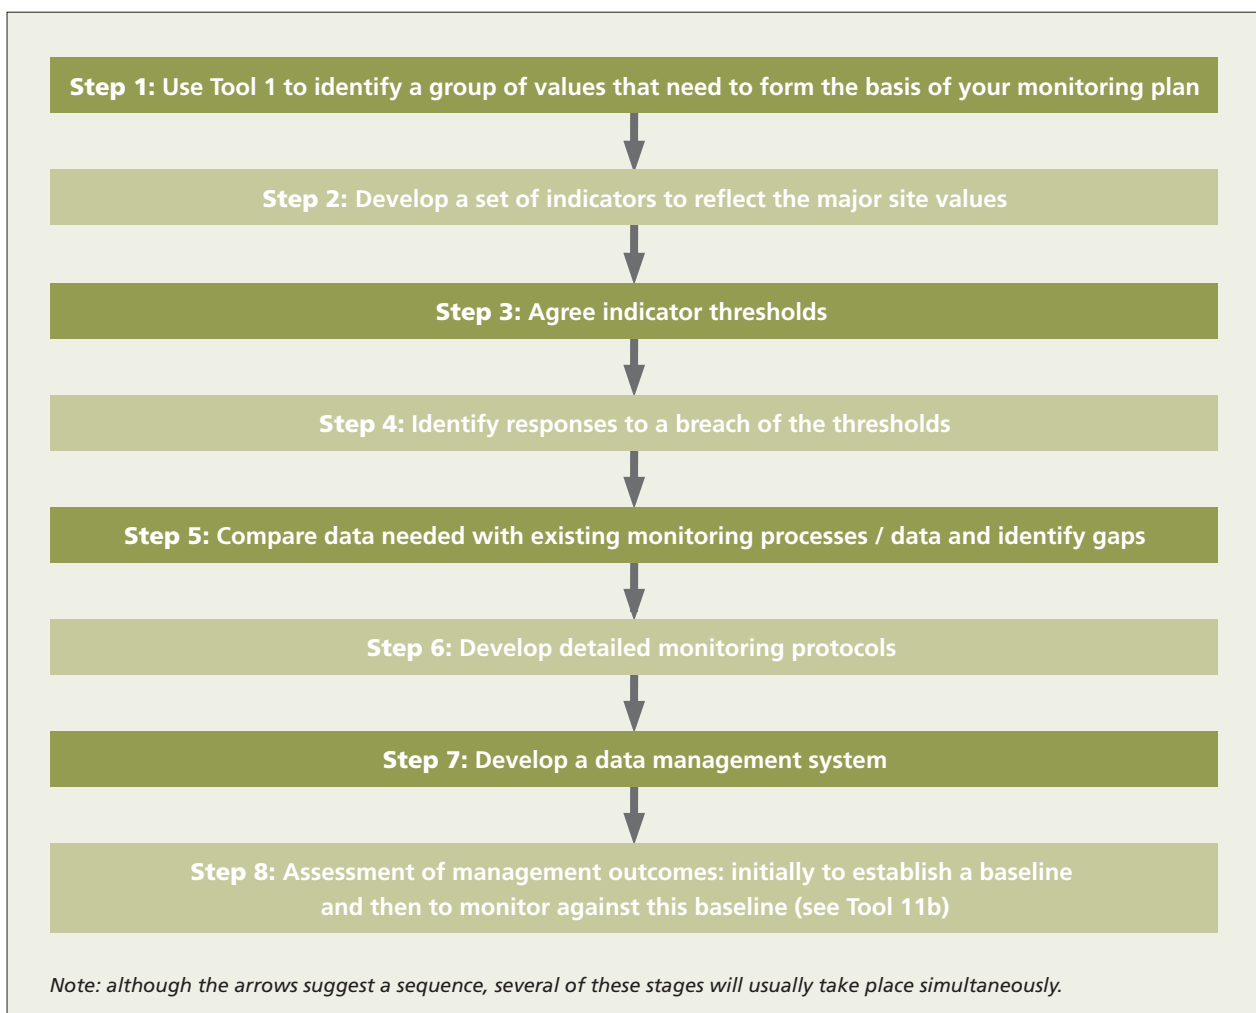 Step 1: Use Tool 1 to identify a group of values that need to form the basis of your monitoring plan
Step 2: Develop a set of indicators to reflect the major site values
Step 3: Agree indicator thresholds
Step 4: Identify responses to a breach of the thresholds
Step 5: Compare data needed with existing monitoring processes / data and identify gaps
Step 6: Develop detailed monitoring protocols
Step 7: Develop a data management system
Step 8: Assessment of management outcomes: initially to establish a baseline
and then to monitor against this baseline (see Tool 11b)
Note: although the arrows suggest a sequence, several of these stages will usually take place simultaneously.